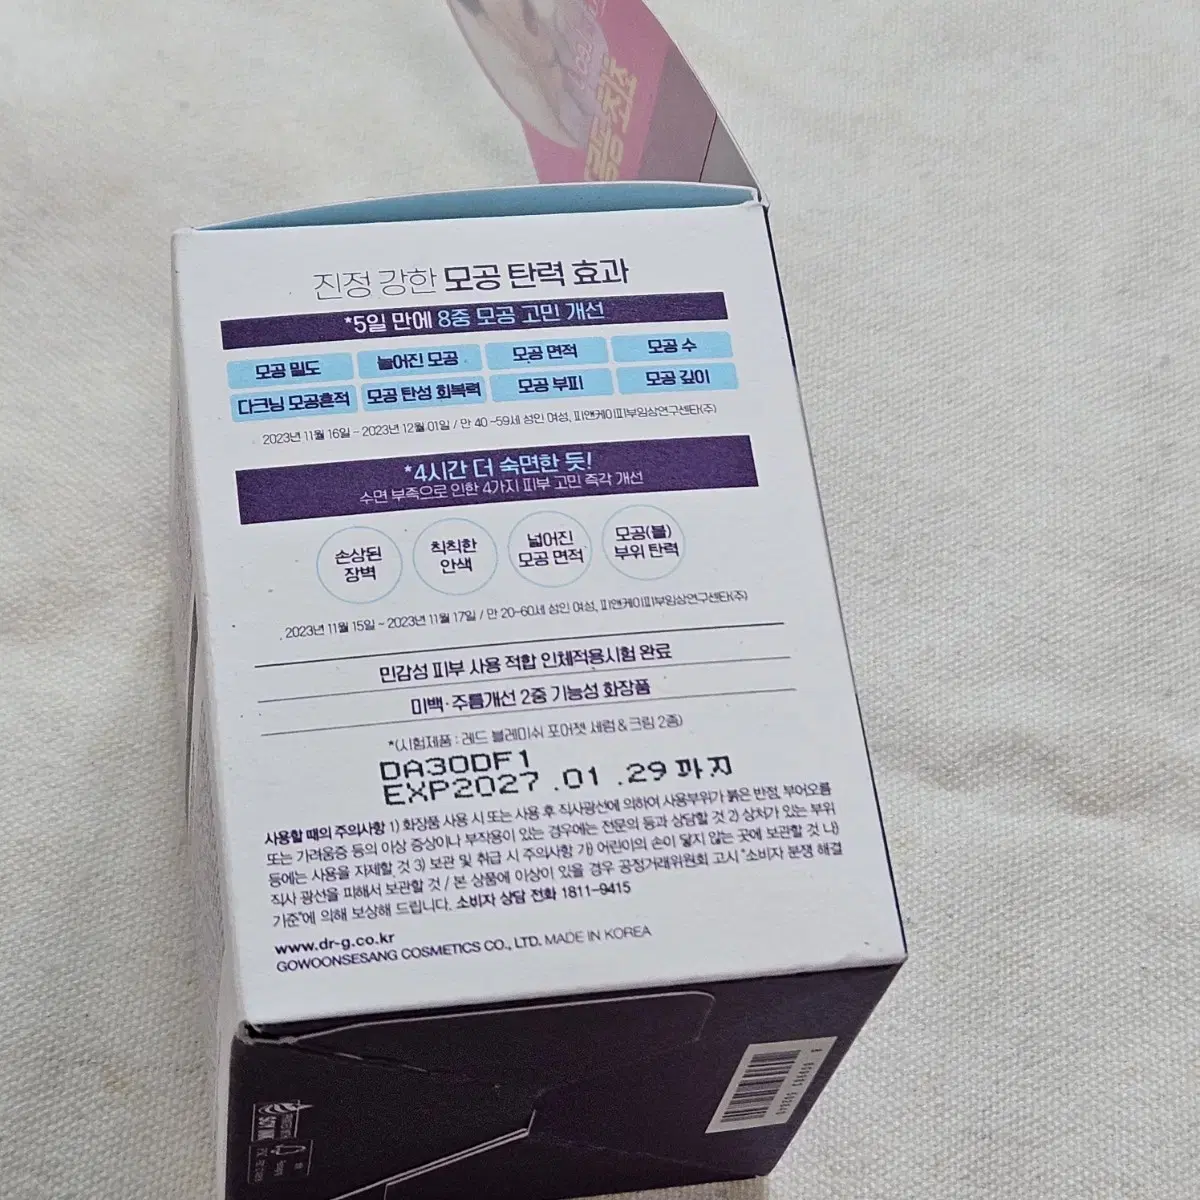 진정 강한 모공 탄력 효과
*5일 만에 8중 모공 고민 개선
모공 밀도 늘어진 모공 모공 면적 모공 수
다크닝 모공흔적 모공 탄성 회복력 모공 부피 모공 깊이
2023년 11월 16일 ~ 2023년 12월 01일 / 만 40 -59세 성인 여성, 피앤케이피부임상연구센타(주)
*4시간 더 숙면한 듯!
수면 부족으로 인한 4가지 피부 고민 즉각 개선
손상된 장벽
칙칙한 안색
넓어진 모공 면적
모공(볼) 부위 탄력
2023년 11월 15일 ~ 2023년 11월 17일 / 만 20-60세 성인 여성, 피앤케이피부임상연구센타(주)
민감성 피부 사용 적합 인체적용시험 완료
미백·주름개선 2중 기능성 화장품
*(시험제품 : 레드 블레미쉬 포어젯 세럼 & 크림 2종)
DA30DF1
EXP2027.01.29까지
사용할 때의 주의사항 1) 화장품 사용 시 또는 사용 후 직사광선에 의하여 사용부위가 붉은 반점, 부어오름
또는 가려움증 등의 이상 증상이나 부작용이 있는 경우에는 전문의 등과 상담할 것 2) 상처가 있는 부위
등에는 사용을 자제할 것 3) 보관 및 취급 시 주의사항 가) 어린이의 손이 닿지 않는 곳에 보관할 것 나)
직사 광선을 피해서 보관할 것 / 본 상품에 이상이 있을 경우 공정거래위원회 고시 "소비자 분쟁 해결
기준"에 의해 보상해 드립니다. 소비자 상담 전화 1811-9415
www.dr-g.co.kr
GOWOONSESANG COSMETICS CO., LTD. MADE IN KOREA